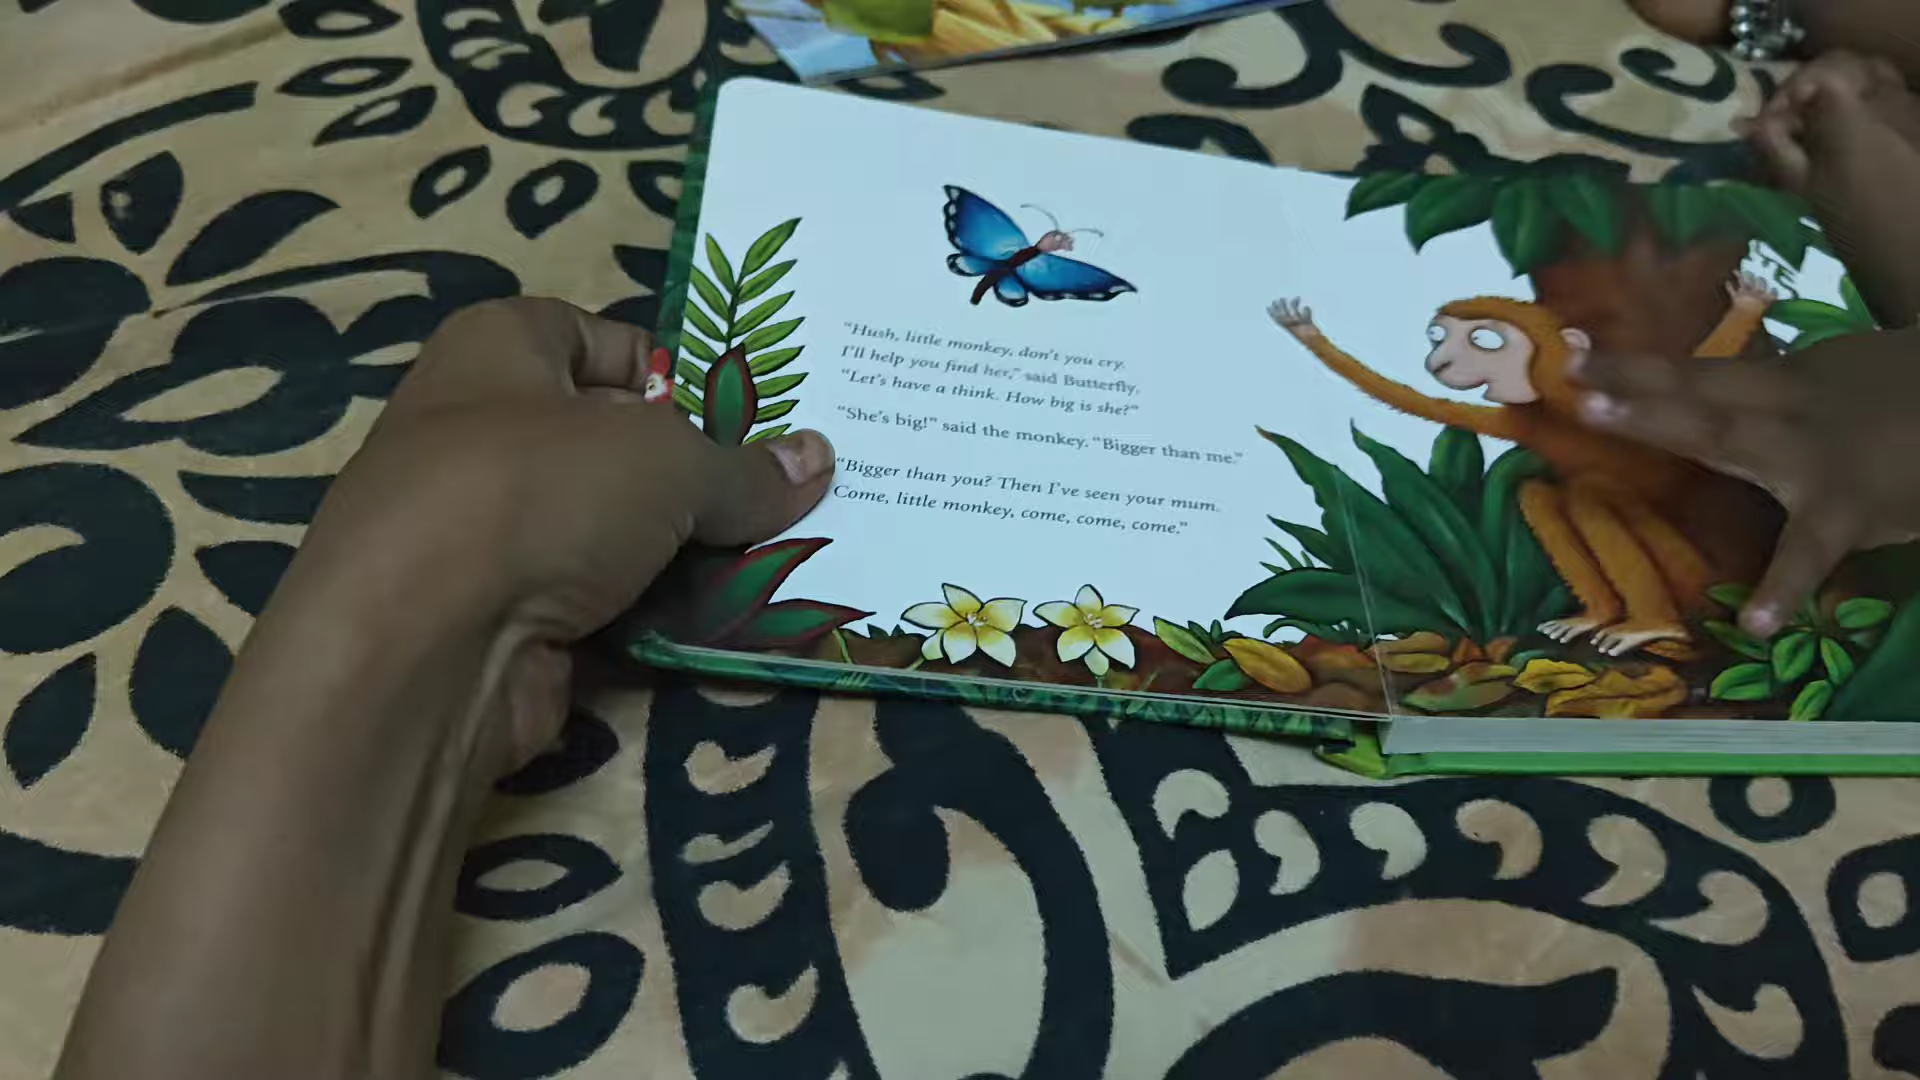 “Hush, little monkey, don't you cry.
I'll help you find her,” said Butterfly.
“Let's have a think. How big is she?”
“She's big!” said the monkey. “Bigger than me.”
“Bigger than you? Then I've seen your mum.
Come, little monkey, come, come, come.”